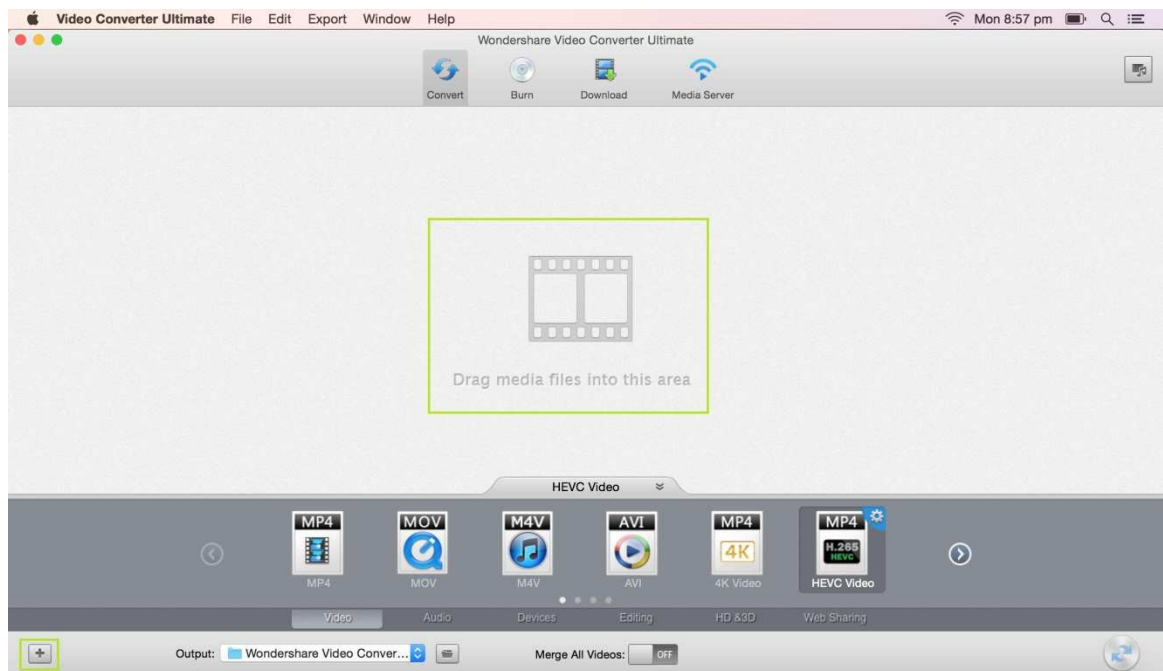 Video Converter Ultimate File Edit Export Window Help Mon 8:57 pm
Wondershare Video Converter Ultimate
Convert Burn Download Media Server
Drag media files into this area
HEVC Video
MP4 MOV M4V AVI MP4 MP4
4K H.265
HEVC
MP4 MOV M4V AVI 4K Video HEVC Video
Video Audio Devices Editing HD &3D Web Sharing
+ Output: Wondershare Video Conver... Merge All Videos: OFF